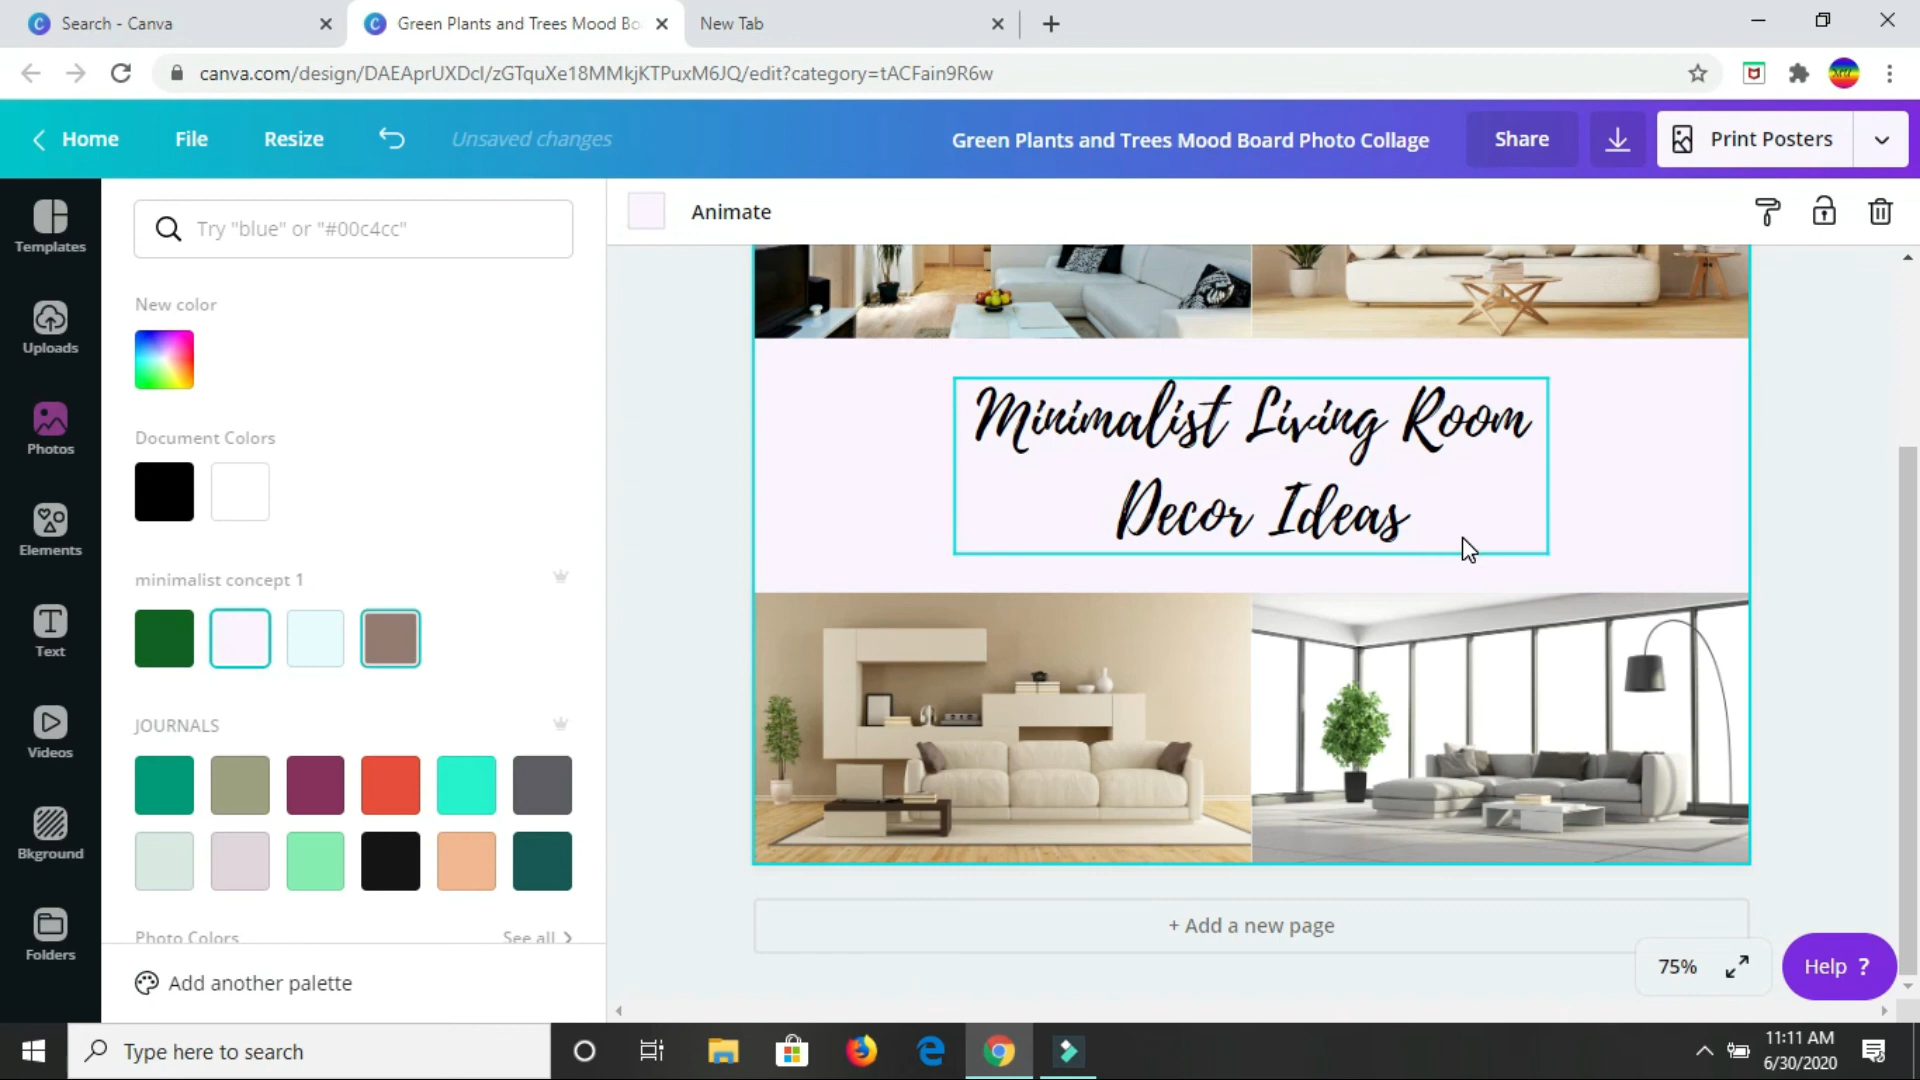 Search - Canva
Green Plants and Trees Mood Bo
New Tab
canva.com/design/DAEAprUXDcI/zGTquXe18MMkjKTPuxM6JQ/edit?category=tACFain9R6w
Home
File
Resize
Unsaved changes
Green Plants and Trees Mood Board Photo Collage
Share
Print Posters
Templates
Uploads
Photos
Elements
Text
Videos
Bkground
Folders
Try "blue" or "#00c4cc"
New color
Document Colors
minimalist concept 1
JOURNALS
Photo Colors
See all
Add another palette
Animate
Minimalist Living Room
Decor Ideas
+ Add a new page
75%
Help ?
Type here to search
11:11 AM
6/30/2020